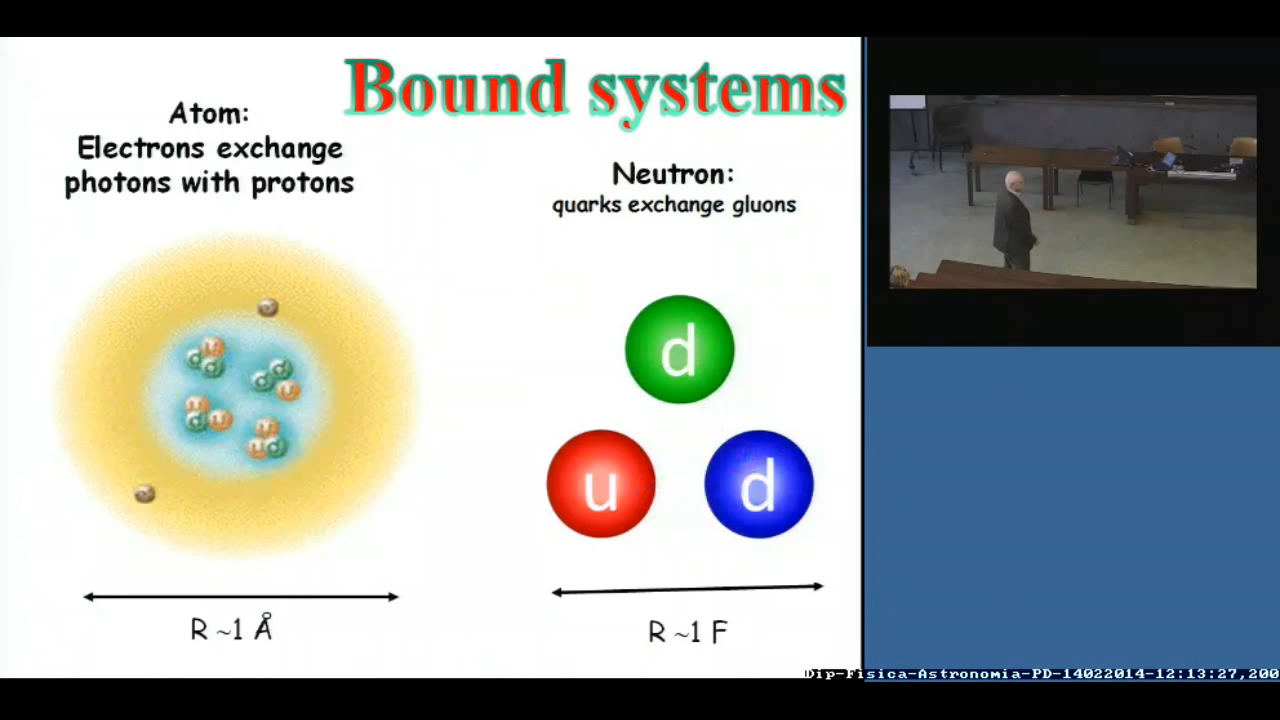 Bound systems
Atom:
Electrons exchange
photons with protons
Neutron:
quarks exchange gluons
u
d
d
d
d
u
u
d
u
u
u
d
d
u
d
R ~1 Å
R ~1 F
Dip-Fisica-Astronomia-PD-14022014-12:13:27,200